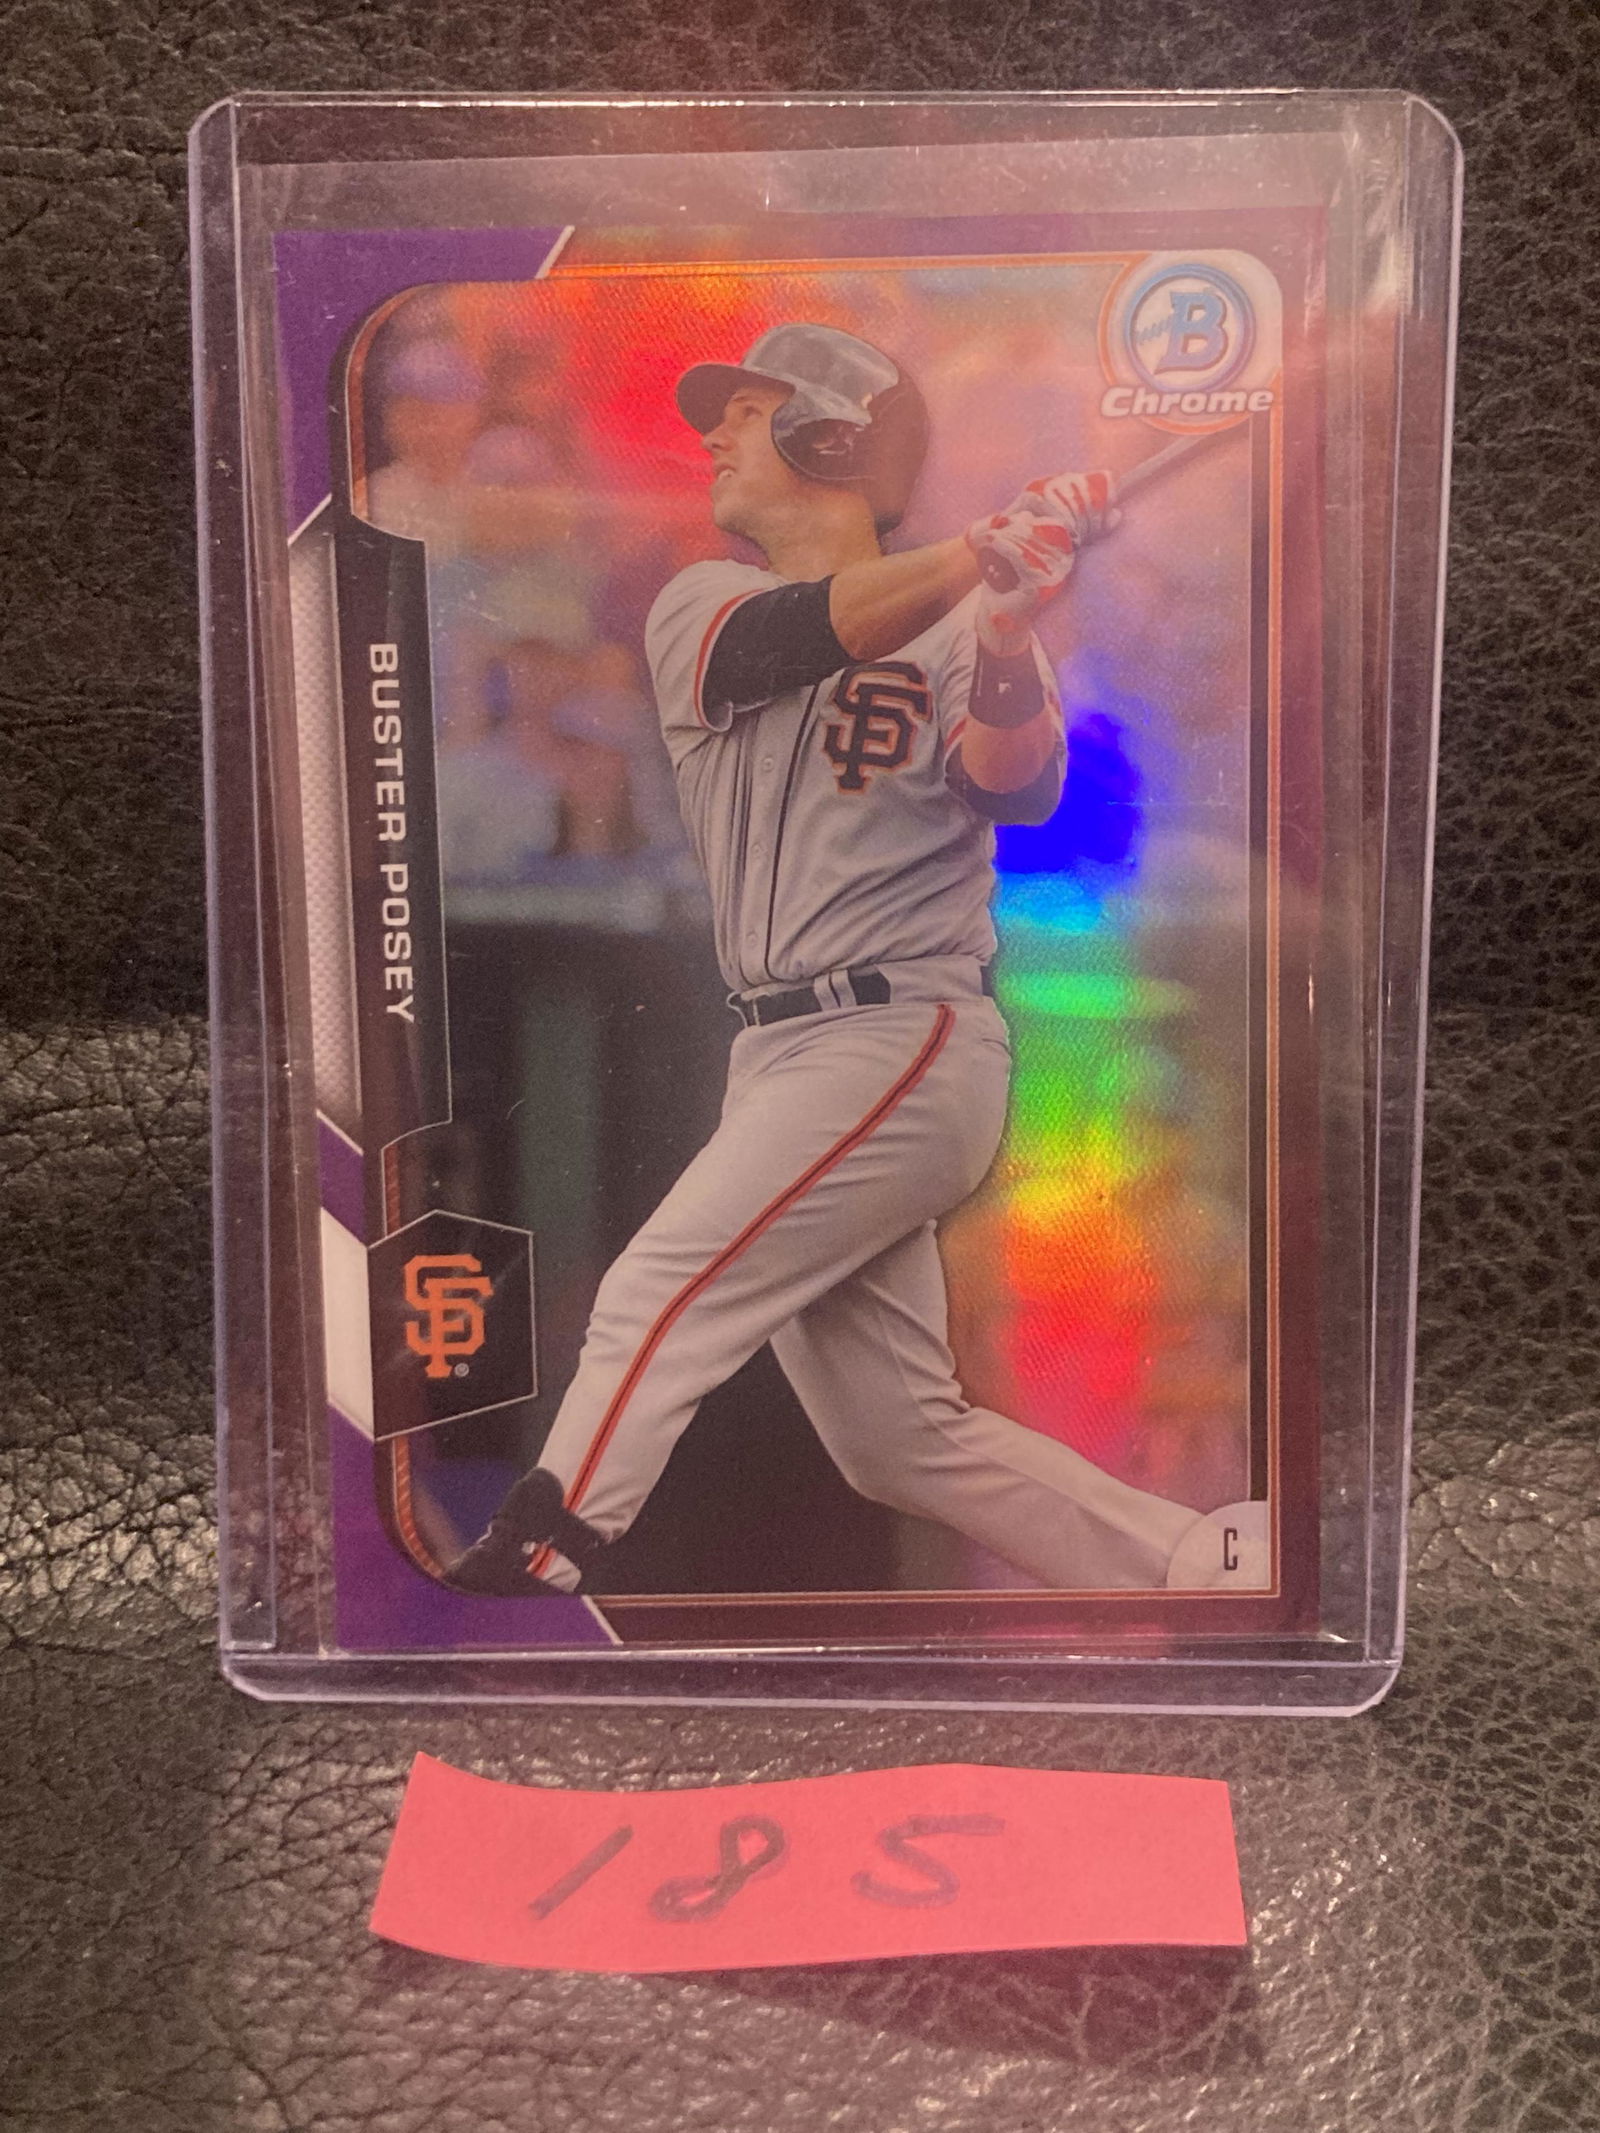 B
Chrome
BUSTER POSEY
SF
SF®
C
185